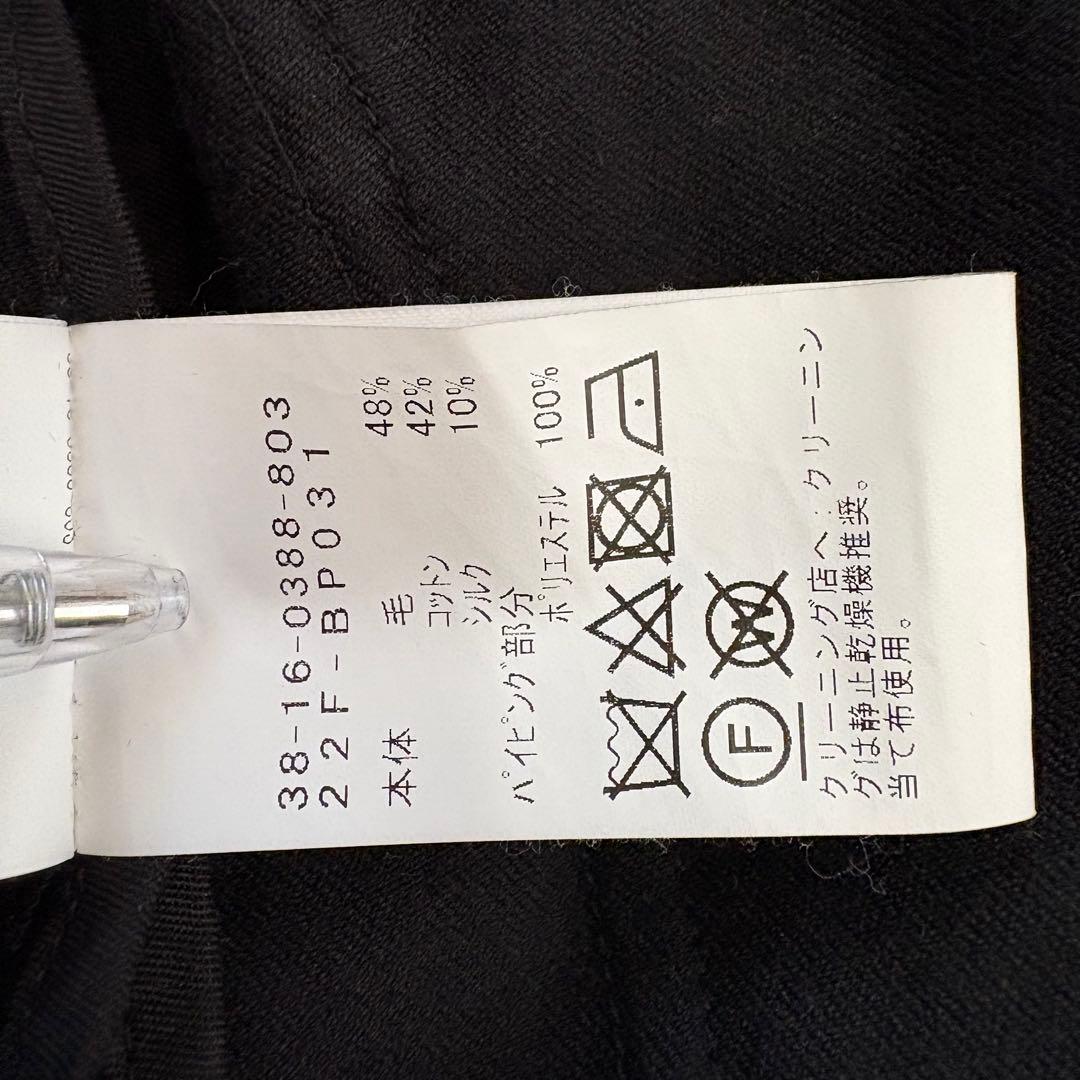 38-16-0388-803
22F-BP031
本体 毛 48%
コットン 42%
シルク 10%
パイピング部分
ポリエステル 100%
F W
クリーニング店へ:クリーニン
グは静止乾燥機推奨。
当て布使用。